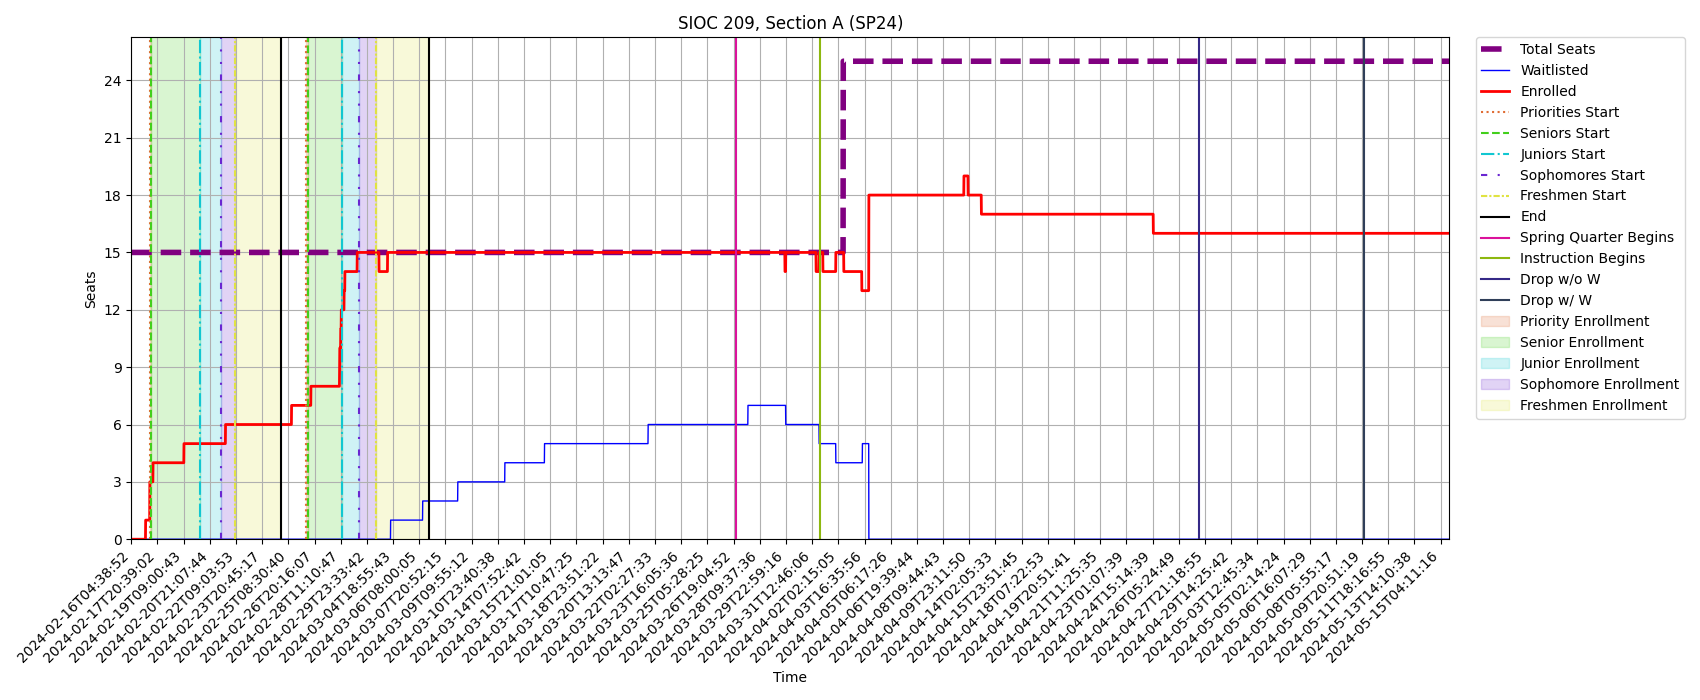 SIOC 209, Section A (SP24)
Seats
24
21
18
15
12
9
6
3
0
2024-02-16T04:38:52
2024-02-17T20:39:02
2024-02-19T09:00:43
2024-02-20T21:07:44
2024-02-22T09:03:53
2024-02-23T20:45:17
2024-02-25T08:30:40
2024-02-26T20:16:07
2024-02-28T11:10:47
2024-02-29T23:33:42
2024-03-04T18:55:43
2024-03-06T08:00:05
2024-03-07T20:52:15
2024-03-09T09:55:12
2024-03-10T23:40:38
2024-03-14T07:52:42
2024-03-15T21:01:05
2024-03-17T10:47:25
2024-03-18T23:51:22
2024-03-20T13:13:47
2024-03-22T02:27:33
2024-03-23T16:05:36
2024-03-25T05:28:25
2024-03-26T19:04:52
2024-03-28T09:37:36
2024-03-29T22:59:16
2024-03-31T12:46:06
2024-04-02T02:15:05
2024-04-03T16:35:56
2024-04-05T06:17:28
2024-04-06T19:39:44
2024-04-08T09:44:43
2024-04-09T23:11:50
2024-04-14T02:05:33
2024-04-15T23:51:45
2024-04-18T07:22:53
2024-04-19T20:51:41
2024-04-21T11:25:35
2024-04-23T01:07:39
2024-04-24T15:14:39
2024-04-26T05:24:49
2024-04-27T21:18:55
2024-04-29T14:25:42
2024-05-03T12:45:34
2024-05-05T02:14:24
2024-05-06T16:07:29
2024-05-08T05:55:17
2024-05-09T20:51:19
2024-05-11T18:16:55
2024-05-13T14:10:38
2024-05-15T04:11:16
Time
Total Seats
Waitlisted
Enrolled
Priorities Start
Seniors Start
Juniors Start
Sophomores Start
Freshmen Start
End
Spring Quarter Begins
Instruction Begins
Drop w/o W
Drop w/ W
Priority Enrollment
Senior Enrollment
Junior Enrollment
Sophomore Enrollment
Freshmen Enrollment